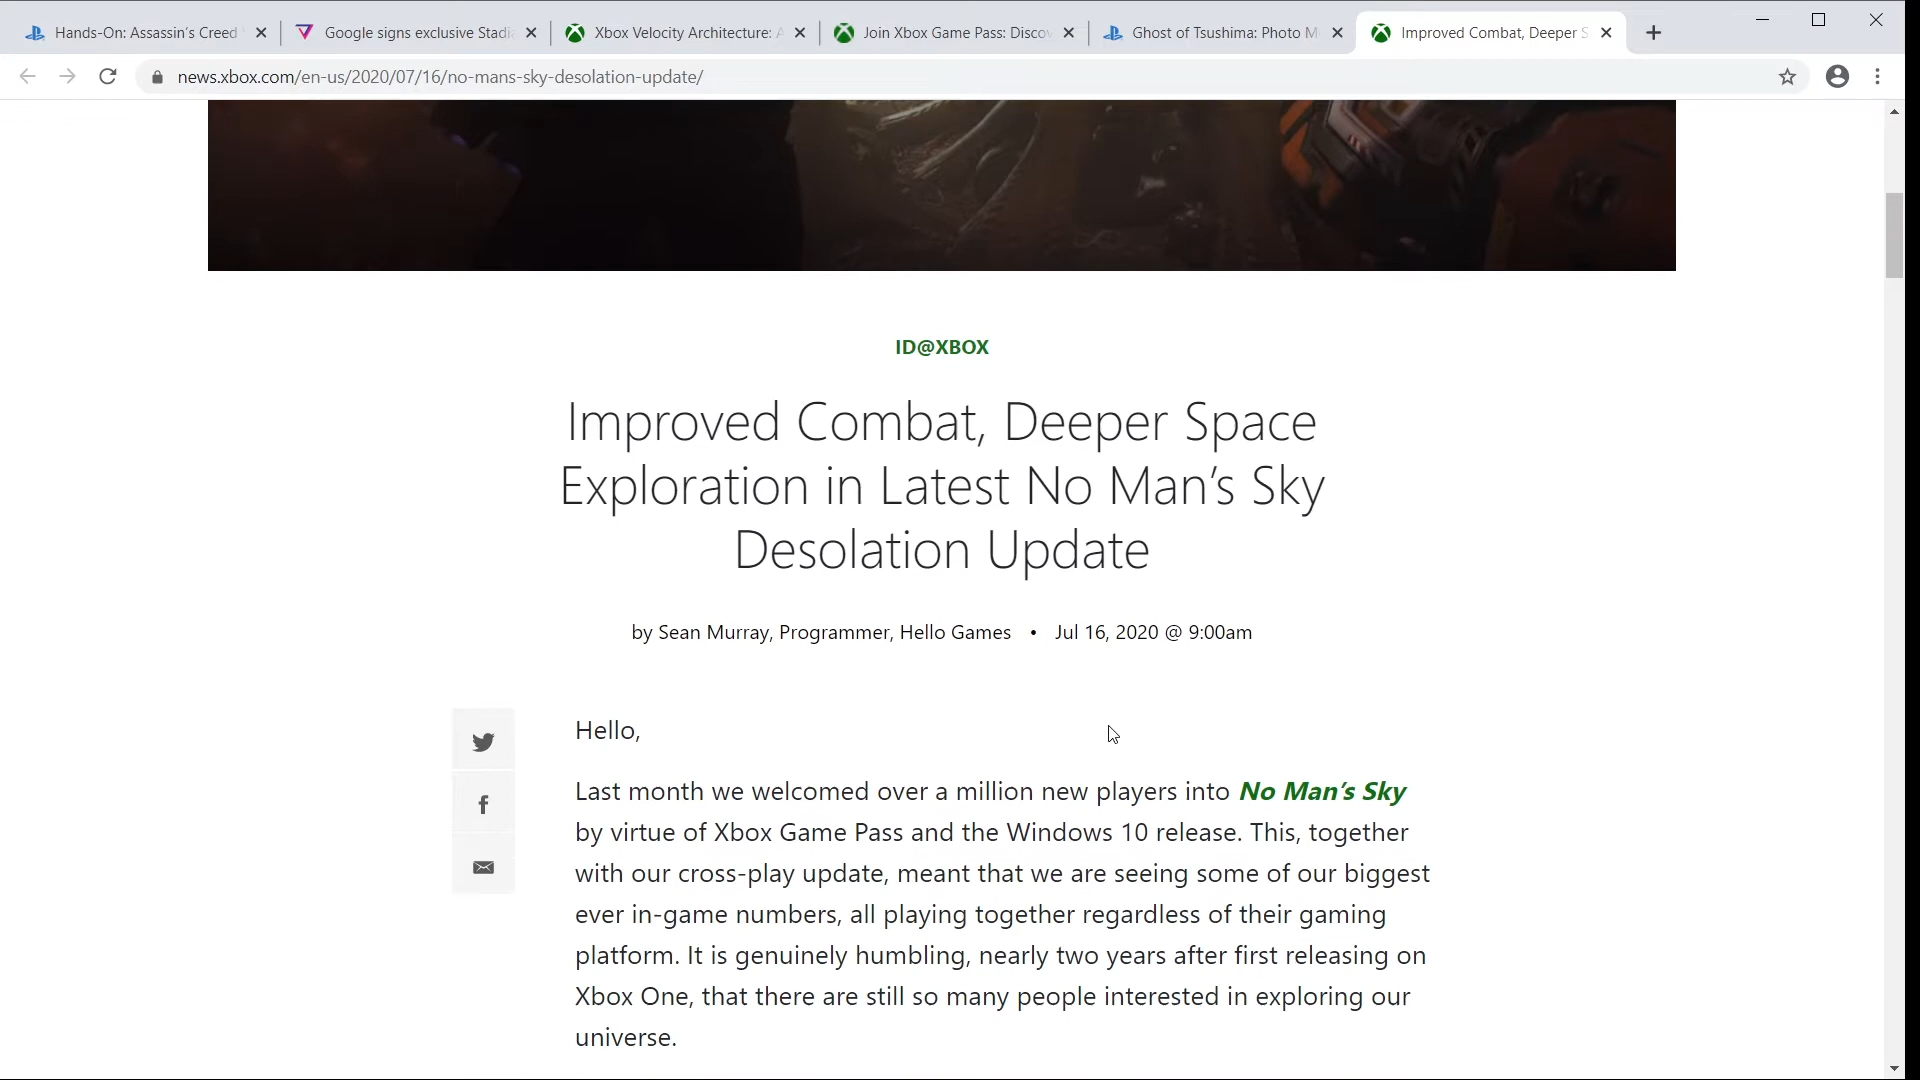 Hands-On: Assassin's Creed
Google signs exclusive Stadi
Xbox Velocity Architecture: A
Join Xbox Game Pass: Discov
Ghost of Tsushima: Photo M
Improved Combat, Deeper S
news.xbox.com/en-us/2020/07/16/no-mans-sky-desolation-update/
ID@XBOX
Improved Combat, Deeper Space
Exploration in Latest No Man's Sky
Desolation Update
by Sean Murray, Programmer, Hello Games • Jul 16, 2020 @ 9:00am
Hello,
Last month we welcomed over a million new players into No Man's Sky
by virtue of Xbox Game Pass and the Windows 10 release. This, together
with our cross-play update, meant that we are seeing some of our biggest
ever in-game numbers, all playing together regardless of their gaming
platform. It is genuinely humbling, nearly two years after first releasing on
Xbox One, that there are still so many people interested in exploring our
universe.